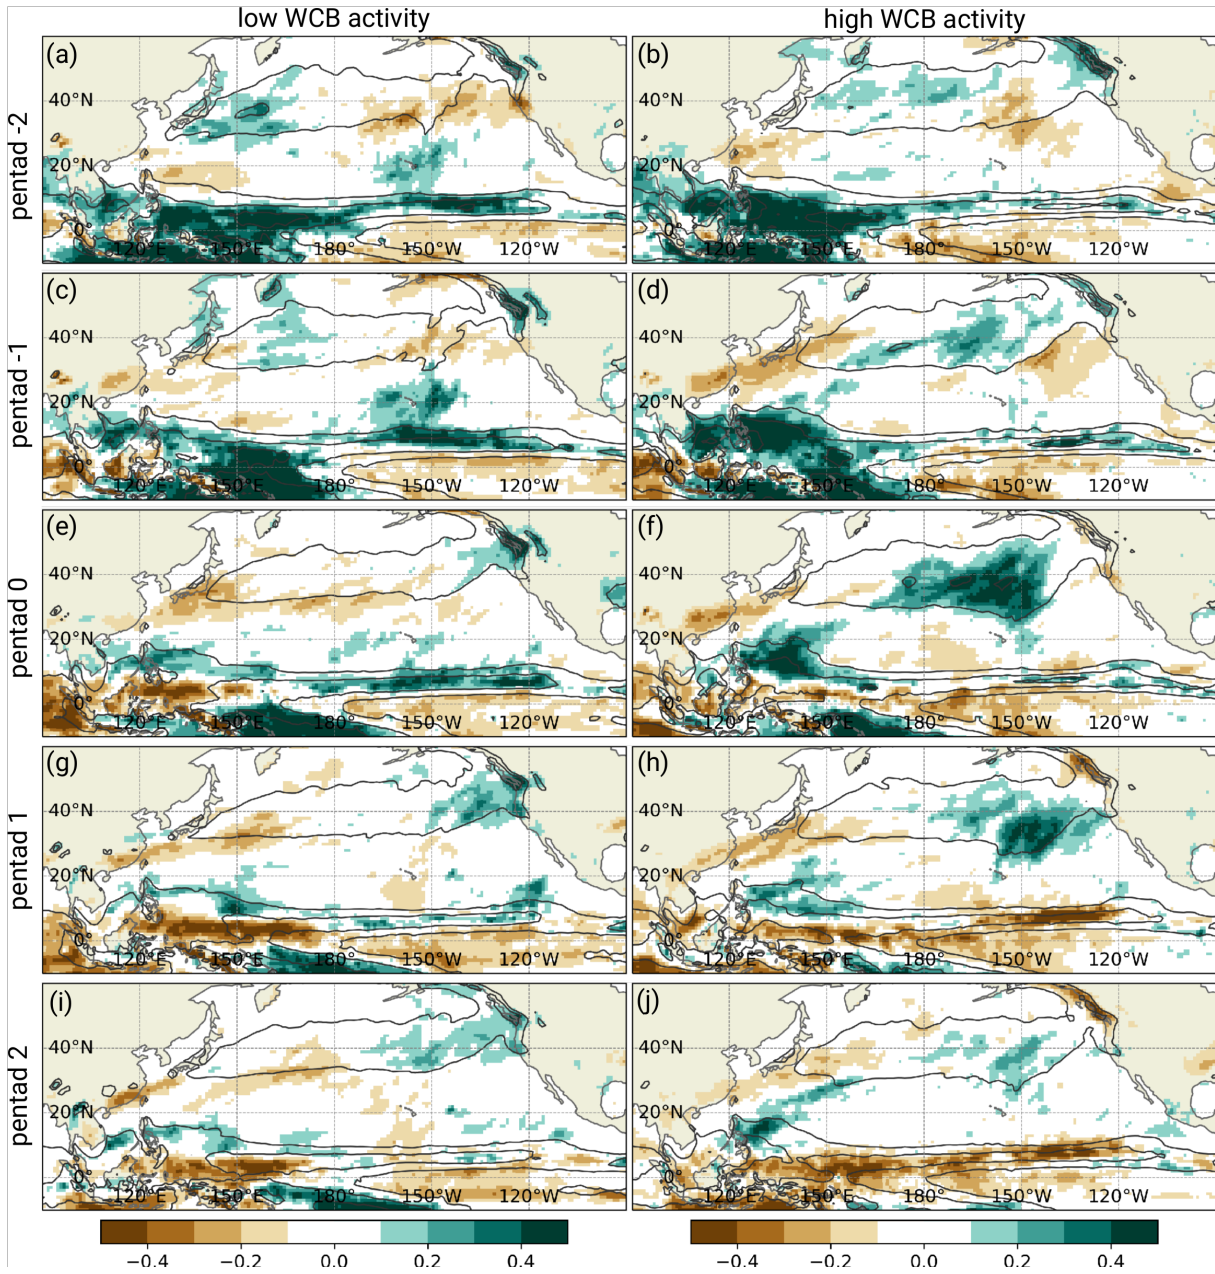 low WCB activity
high WCB activity
pentad -2
(a)
40°N
20°N
0°
120°E 150°E 180° 150°W 120°W
(b)
40°N
20°N
0°
120°E 150°E 180° 150°W 120°W
pentad -1
(c)
40°N
20°N
0°
120°E 150°E 180° 150°W 120°W
(d)
40°N
20°N
0°
120°E 150°E 180° 150°W 120°W
pentad 0
(e)
40°N
20°N
0°
120°E 150°E 180° 150°W 120°W
(f)
40°N
20°N
0°
120°E 150°E 180° 150°W 120°W
pentad 1
(g)
40°N
20°N
0°
120°E 150°E 180° 150°W 120°W
(h)
40°N
20°N
0°
120°E 150°E 180° 150°W 120°W
pentad 2
(i)
40°N
20°N
0°
120°E 150°E 180° 150°W 120°W
(j)
40°N
20°N
0°
120°E 150°E 180° 150°W 120°W
−0.4 −0.2 0.0 0.2 0.4
−0.4 −0.2 0.0 0.2 0.4